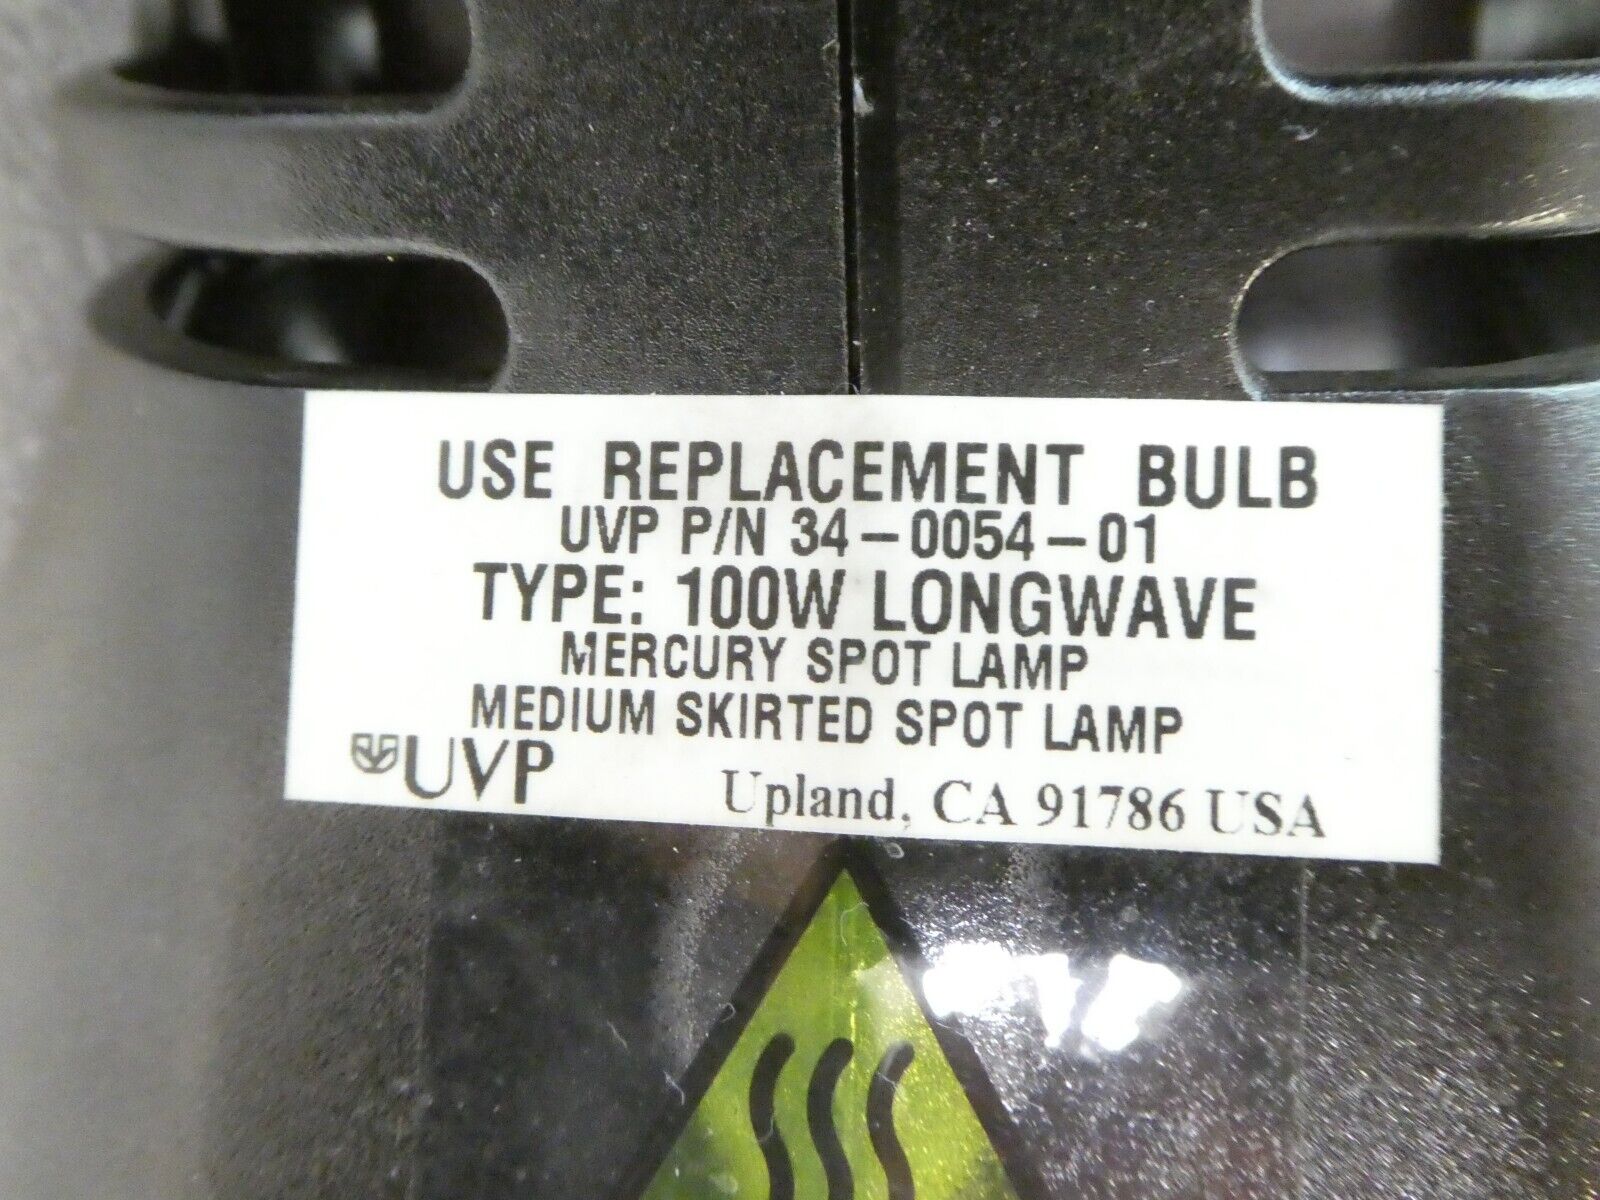 USE REPLACEMENT BULB
UVP P/N 34-0054-01
TYPE: 100W LONGWAVE
MERCURY SPOT LAMP
MEDIUM SKIRTED SPOT LAMP
UVP Upland, CA 91786 USA